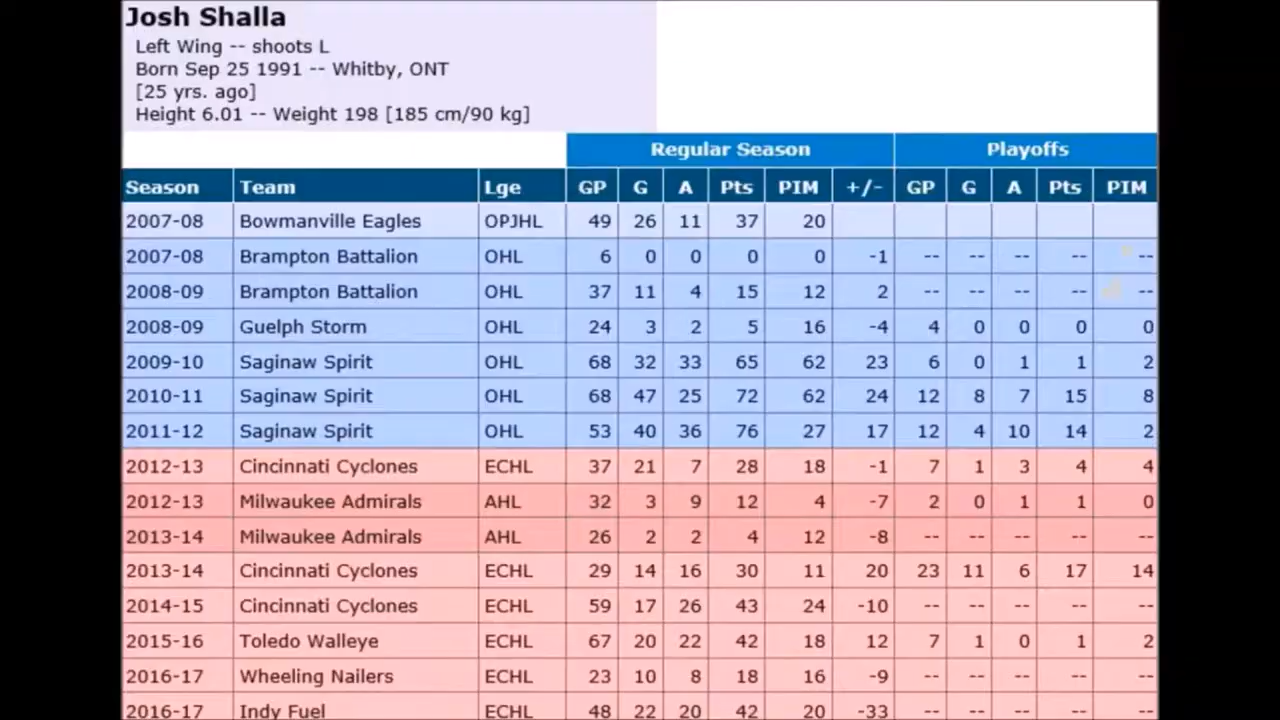 Josh Shalla
Left Wing -- shoots L
Born Sep 25 1991 -- Whitby, ONT
[25 yrs. ago]
Height 6.01 -- Weight 198 [185 cm/90 kg]
Regular Season Playoffs
Season Team Lge GP G A Pts PIM +/- GP G A Pts PIM
2007-08 Bowmanville Eagles OPJHL 49 26 11 37 20
2007-08 Brampton Battalion OHL 6 0 0 0 0 -1 -- -- -- -- --
2008-09 Brampton Battalion OHL 37 11 4 15 12 2 -- -- -- -- --
2008-09 Guelph Storm OHL 24 3 2 5 16 -4 4 0 0 0 0
2009-10 Saginaw Spirit OHL 68 32 33 65 62 23 6 0 1 1 2
2010-11 Saginaw Spirit OHL 68 47 25 72 62 24 12 8 7 15 8
2011-12 Saginaw Spirit OHL 53 40 36 76 27 17 12 4 10 14 2
2012-13 Cincinnati Cyclones ECHL 37 21 7 28 18 -1 7 1 3 4 4
2012-13 Milwaukee Admirals AHL 32 3 9 12 4 -7 2 0 1 1 0
2013-14 Milwaukee Admirals AHL 26 2 2 4 12 -8 -- -- -- -- --
2013-14 Cincinnati Cyclones ECHL 29 14 16 30 11 20 23 11 6 17 14
2014-15 Cincinnati Cyclones ECHL 59 17 26 43 24 -10 -- -- -- -- --
2015-16 Toledo Walleye ECHL 67 20 22 42 18 12 7 1 0 1 2
2016-17 Wheeling Nailers ECHL 23 10 8 18 16 -9 -- -- -- -- --
2016-17 Indy Fuel ECHL 48 22 20 42 20 -33 -- -- -- -- --